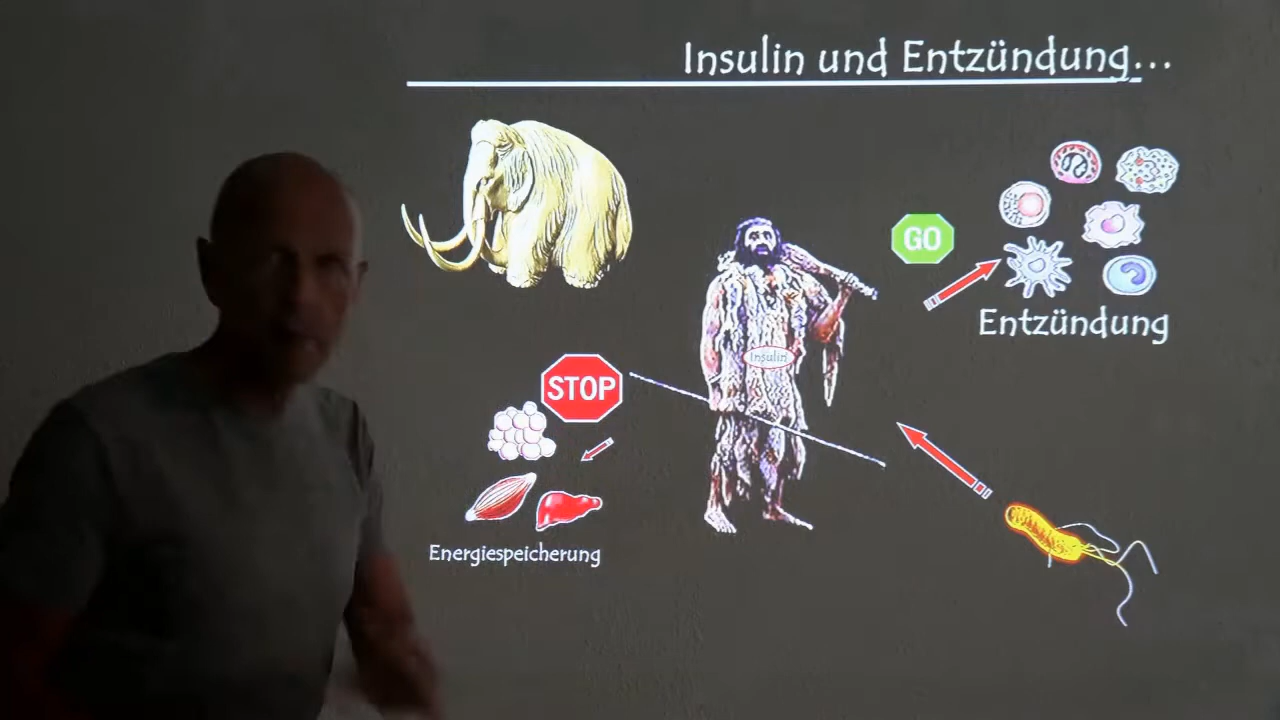 Insulin und Entzündung...
GO
Entzündung
Insulin
STOP
Energiespeicherung